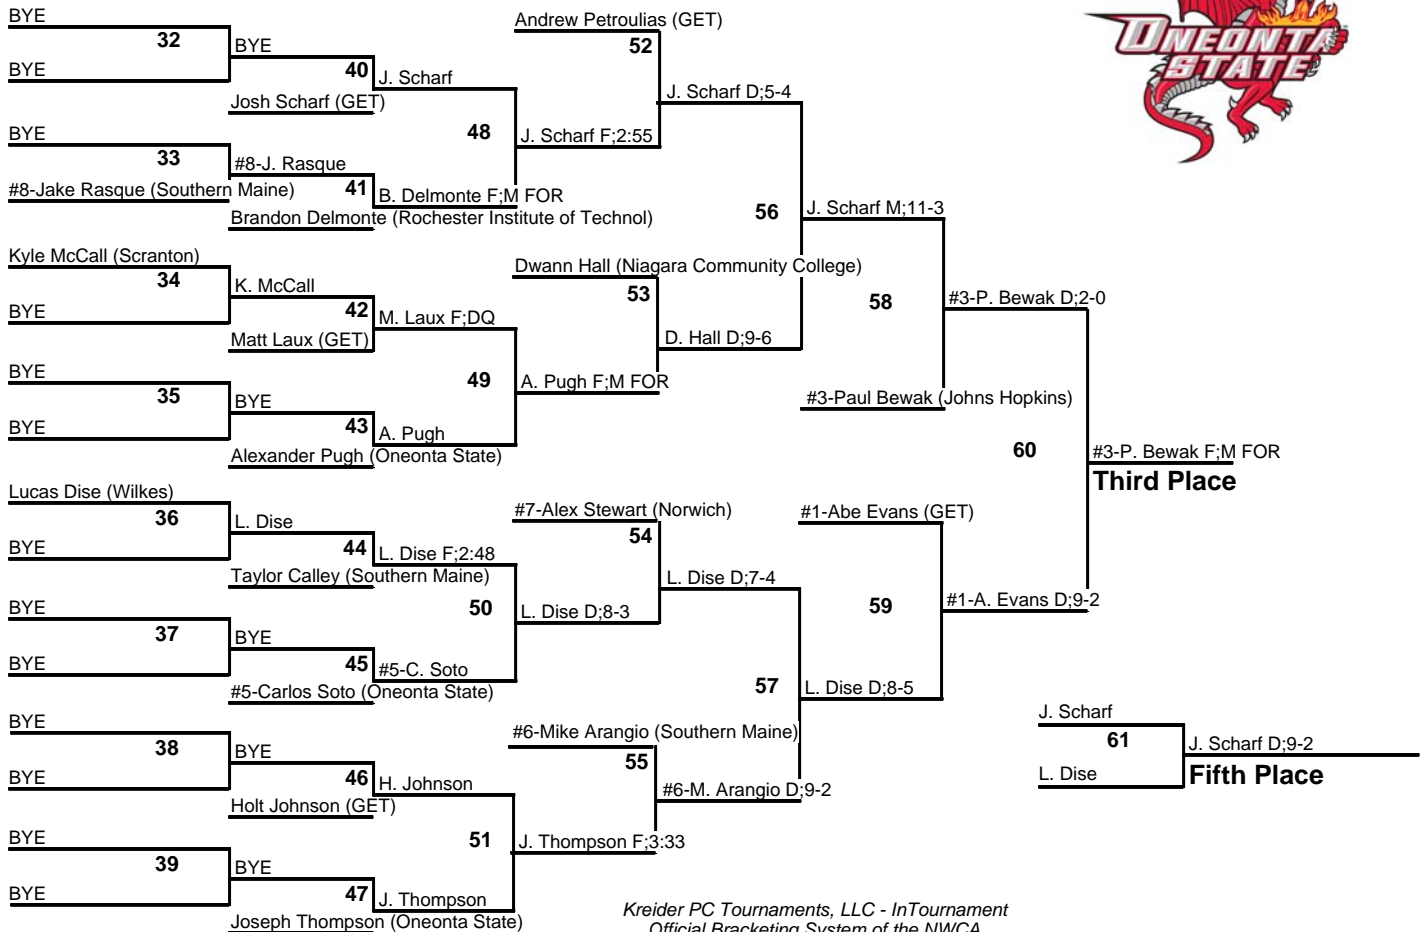 BYE
32
BYE
BYE
40
J. Scharf
Josh Scharf (GET)
BYE
33
#8-J. Rasque
#8-Jake Rasque (Southern Maine)
41
B. Delmonte F;M FOR
Brandon Delmonte (Rochester Institute of Technol)
48
J. Scharf F;2:55
Andrew Petroulias (GET)
52
J. Scharf D;5-4
Kyle McCall (Scranton)
34
K. McCall
BYE
42
M. Laux F;DQ
Matt Laux (GET)
BYE
35
BYE
BYE
43
A. Pugh
Alexander Pugh (Oneonta State)
49
A. Pugh F;M FOR
Dwann Hall (Niagara Community College)
53
D. Hall D;9-6
56
J. Scharf M;11-3
58
#3-P. Bewak D;2-0
#3-Paul Bewak (Johns Hopkins)
60
#3-P. Bewak F;M FOR
Third Place
Lucas Dise (Wilkes)
36
L. Dise
BYE
44
L. Dise F;2:48
Taylor Calley (Southern Maine)
BYE
37
BYE
BYE
45
#5-C. Soto
#5-Carlos Soto (Oneonta State)
50
L. Dise D;8-3
#7-Alex Stewart (Norwich)
54
L. Dise D;7-4
BYE
38
BYE
BYE
46
H. Johnson
Holt Johnson (GET)
BYE
39
BYE
BYE
47
J. Thompson
Joseph Thompson (Oneonta State)
51
J. Thompson F;3:33
#6-Mike Arangio (Southern Maine)
55
#6-M. Arangio D;9-2
57
L. Dise D;8-5
#1-Abe Evans (GET)
59
#1-A. Evans D;9-2
J. Scharf
61
L. Dise
J. Scharf D;9-2
Fifth Place
ONEONTA
STATE
Kreider PC Tournaments, LLC - InTournament
Official Bracketing System of the NWCA